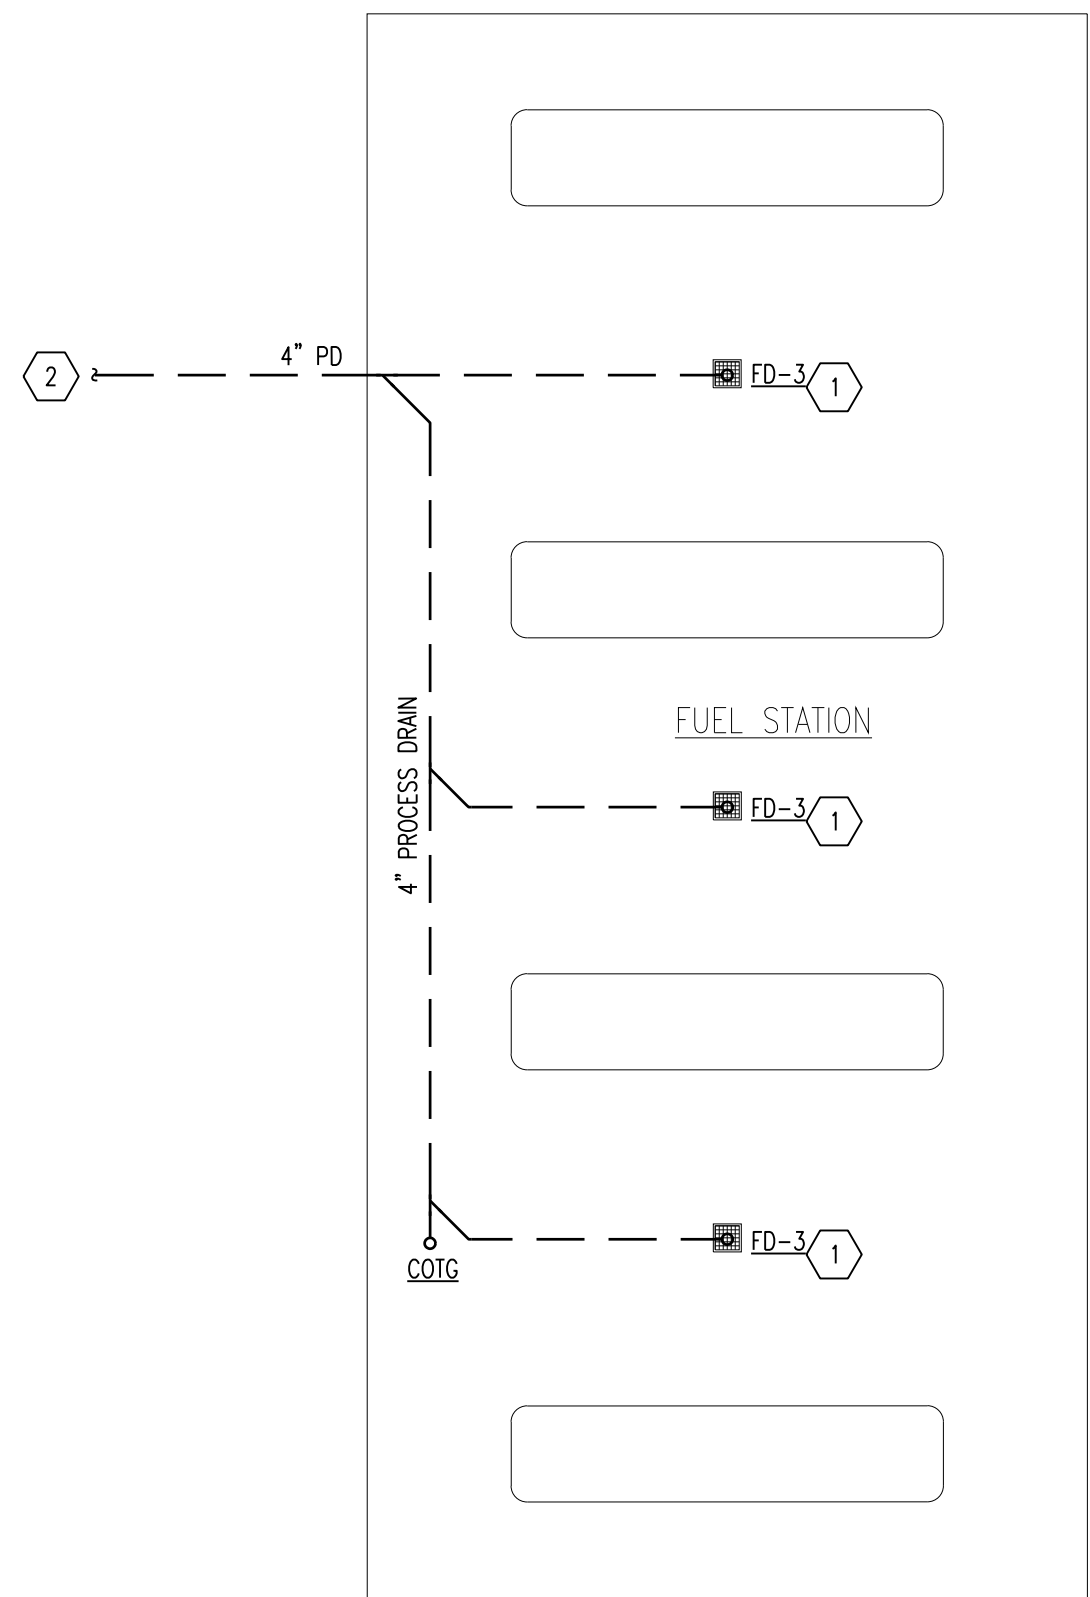 4" PD
2
FD-3
1
FUEL STATION
4" PROCESS DRAIN
FD-3
1
FD-3
1
COTG